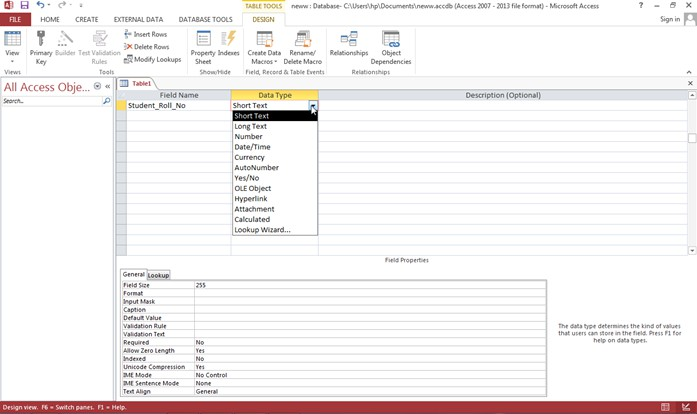 TABLE TOOLS
neww : Database- C:\Users\hp\Documents\neww.accdb (Access 2007 - 2013 file format) - Microsoft Access
FILE HOME CREATE EXTERNAL DATA DATABASE TOOLS DESIGN
Sign in
View
Primary Key
Builder
Test Validation Rules
Insert Rows
Delete Rows
Modify Lookups
Property Sheet
Indexes
Create Data Macros
Rename/ Delete Macro
Relationships
Object Dependencies
Views
Tools
Show/Hide
Field, Record & Table Events
Relationships
All Access Obje...
Search...
Table1
Field Name Data Type Description (Optional)
Student_Roll_No Short Text
Short Text
Long Text
Number
Date/Time
Currency
AutoNumber
Yes/No
OLE Object
Hyperlink
Attachment
Calculated
Lookup Wizard...
Field Properties
General Lookup
Field Size 255
Format
Input Mask
Caption
Default Value
Validation Rule
Validation Text
Required No
Allow Zero Length Yes
Indexed No
Unicode Compression Yes
IME Mode No Control
IME Sentence Mode None
Text Align General
The data type determines the kind of values
that users can store in the field. Press F1 for
help on data types.
Design view. F6 = Switch panes. F1 = Help.